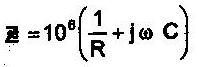 Z = 10⁶ (1/R + jω C)